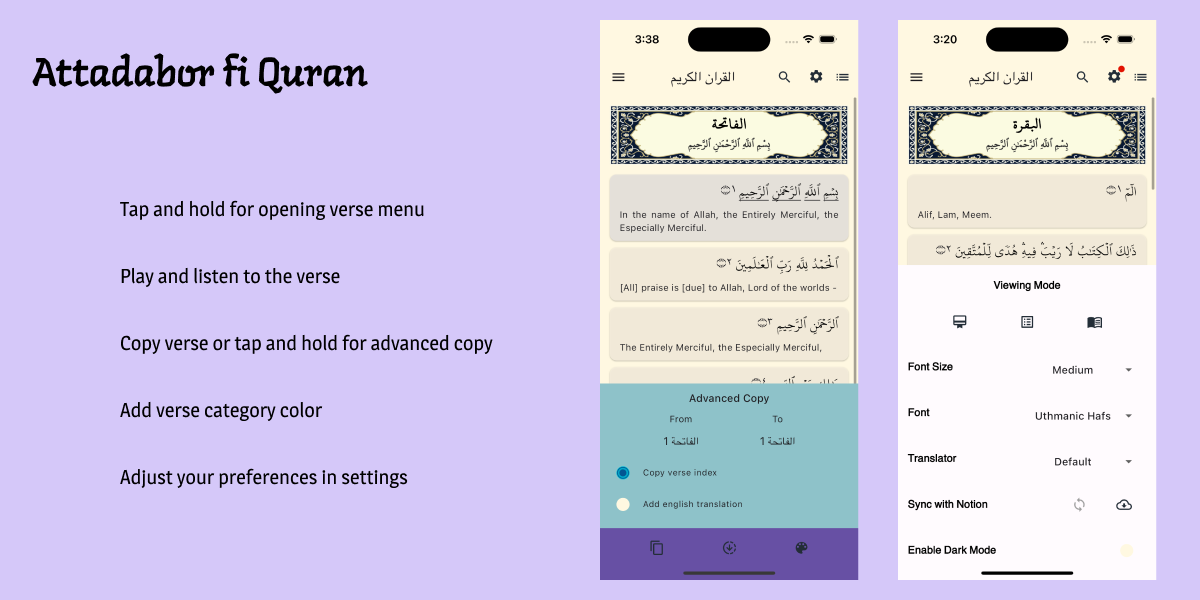 Attadabor fi Quran
Tap and hold for opening verse menu
Play and listen to the verse
Copy verse or tap and hold for advanced copy
Add verse category color
Adjust your preferences in settings
3:38
القران الكريم
الفاتحة
بِسْمِ ٱللَّهِ ٱلرَّحْمَٰنِ ٱلرَّحِيمِ
بِسْمِ ٱللَّهِ ٱلرَّحْمَٰنِ ٱلرَّحِيمِ ١
In the name of Allah, the Entirely Merciful, the
Especially Merciful.
ٱلْحَمْدُ لِلَّهِ رَبِّ ٱلْعَٰلَمِينَ ٢
[All] praise is [due] to Allah, Lord of the worlds -
ٱلرَّحْمَٰنِ ٱلرَّحِيمِ ٣
The Entirely Merciful, the Especially Merciful,
Advanced Copy
From To
الفاتحة 1 الفاتحة 1
Copy verse index
Add english translation
3:20
القران الكريم
البقرة
بِسْمِ ٱللَّهِ ٱلرَّحْمَٰنِ ٱلرَّحِيمِ
الٓمٓ ١
Alif, Lam, Meem.
ذَٰلِكَ ٱلْكِتَٰبُ لَا رَيْبَۛ فِيهِۛ هُدًى لِّلْمُتَّقِينَ ٢
Viewing Mode
Font Size Medium
Font Uthmanic Hafs
Translator Default
Sync with Notion
Enable Dark Mode